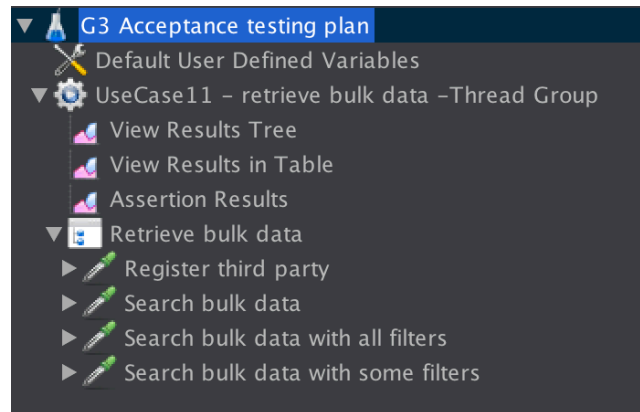 G3 Acceptance testing plan
Default User Defined Variables
UseCase11 – retrieve bulk data –Thread Group
View Results Tree
View Results in Table
Assertion Results
Retrieve bulk data
Register third party
Search bulk data
Search bulk data with all filters
Search bulk data with some filters